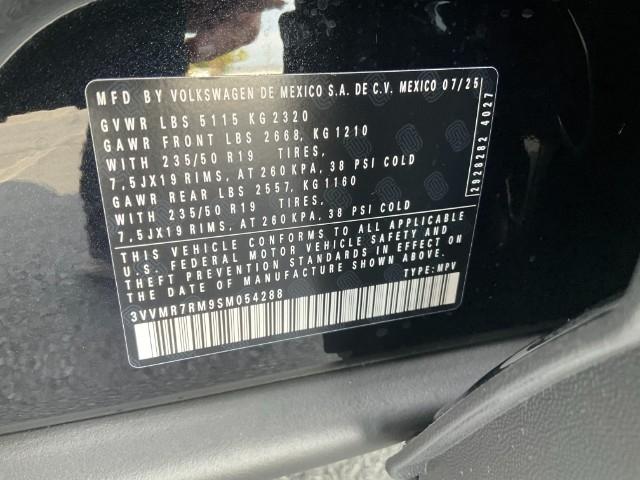 MFD BY VOLKSWAGEN DE MEXICO S.A. DE C.V. MEXICO 07/25
GVWR LBS 5115 KG 2320
GAWR FRONT LBS 2668, KG 1210
WITH 235/50 R19 TIRES,
7,5JX19 RIMS, AT 260 KPA, 38 PSI COLD
GAWR REAR LBS 2557, KG 1160
WITH 235/50 R19 TIRES,
7,5JX19 RIMS, AT 260 KPA, 38 PSI COLD
THIS VEHICLE CONFORMS TO ALL APPLICABLE
U.S. FEDERAL MOTOR VEHICLE SAFETY AND
THEFT PREVENTION STANDARDS IN EFFECT ON
THE DATE OF MANUFACTURE SHOWN ABOVE.
TYPE: MPV
3VVMR7RM9SM054288
2928282 4027